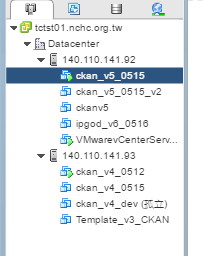 tctst01.nchc.org.tw
Datacenter
140.110.141.92
ckan_v5_0515
ckan_v5_0515_v2
ckanv5
ipgod_v6_0516
VMwarevCenterServ...
140.110.141.93
ckan_v4_0512
ckan_v4_0515
ckan_v4_dev (孤立)
Template_v3_CKAN